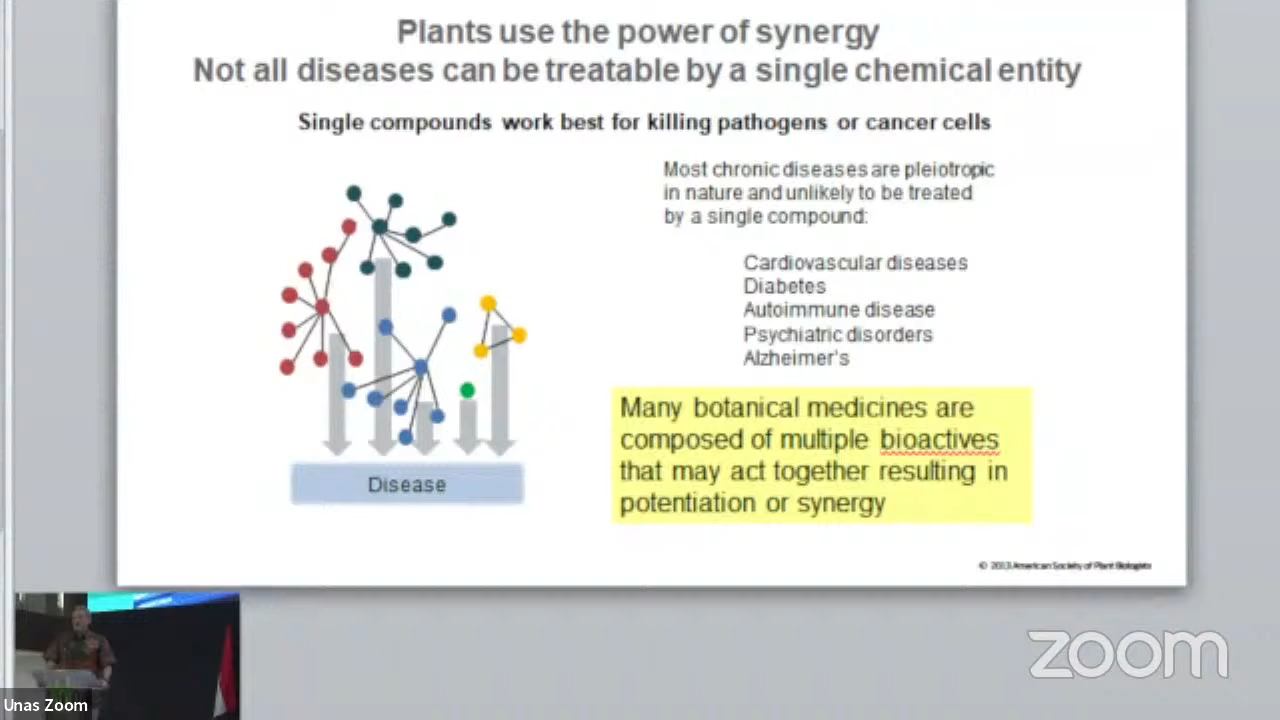 Plants use the power of synergy
Not all diseases can be treatable by a single chemical entity
Single compounds work best for killing pathogens or cancer cells
Most chronic diseases are pleiotropic
in nature and unlikely to be treated
by a single compound:
Cardiovascular diseases
Diabetes
Autoimmune disease
Psychiatric disorders
Alzheimer's
Many botanical medicines are
composed of multiple bioactives
that may act together resulting in
potentiation or synergy
Disease
© 2013 American Society of Plant Biologists
zoom
Unas Zoom